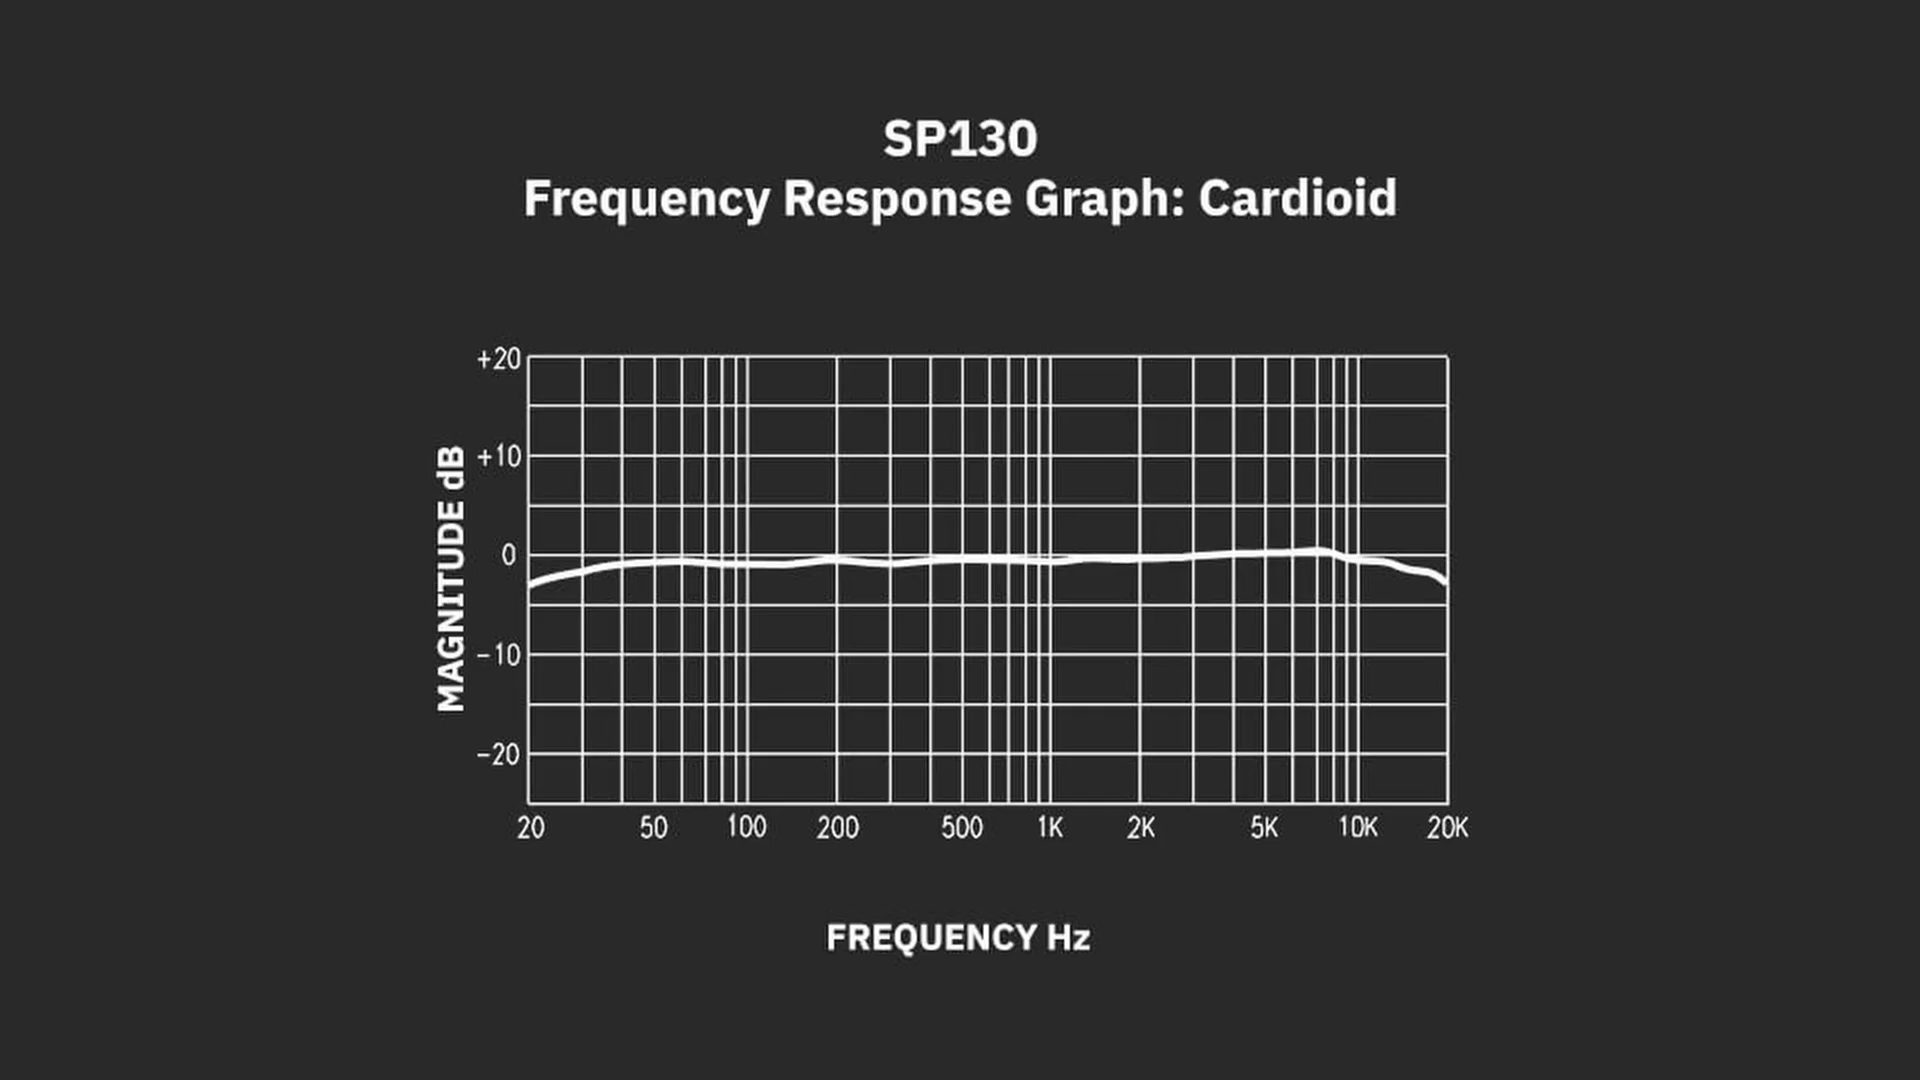 SP130
Frequency Response Graph: Cardioid
+20
+10
0
−10
−20
MAGNITUDE dB
20 50 100 200 500 1K 2K 5K 10K 20K
FREQUENCY Hz